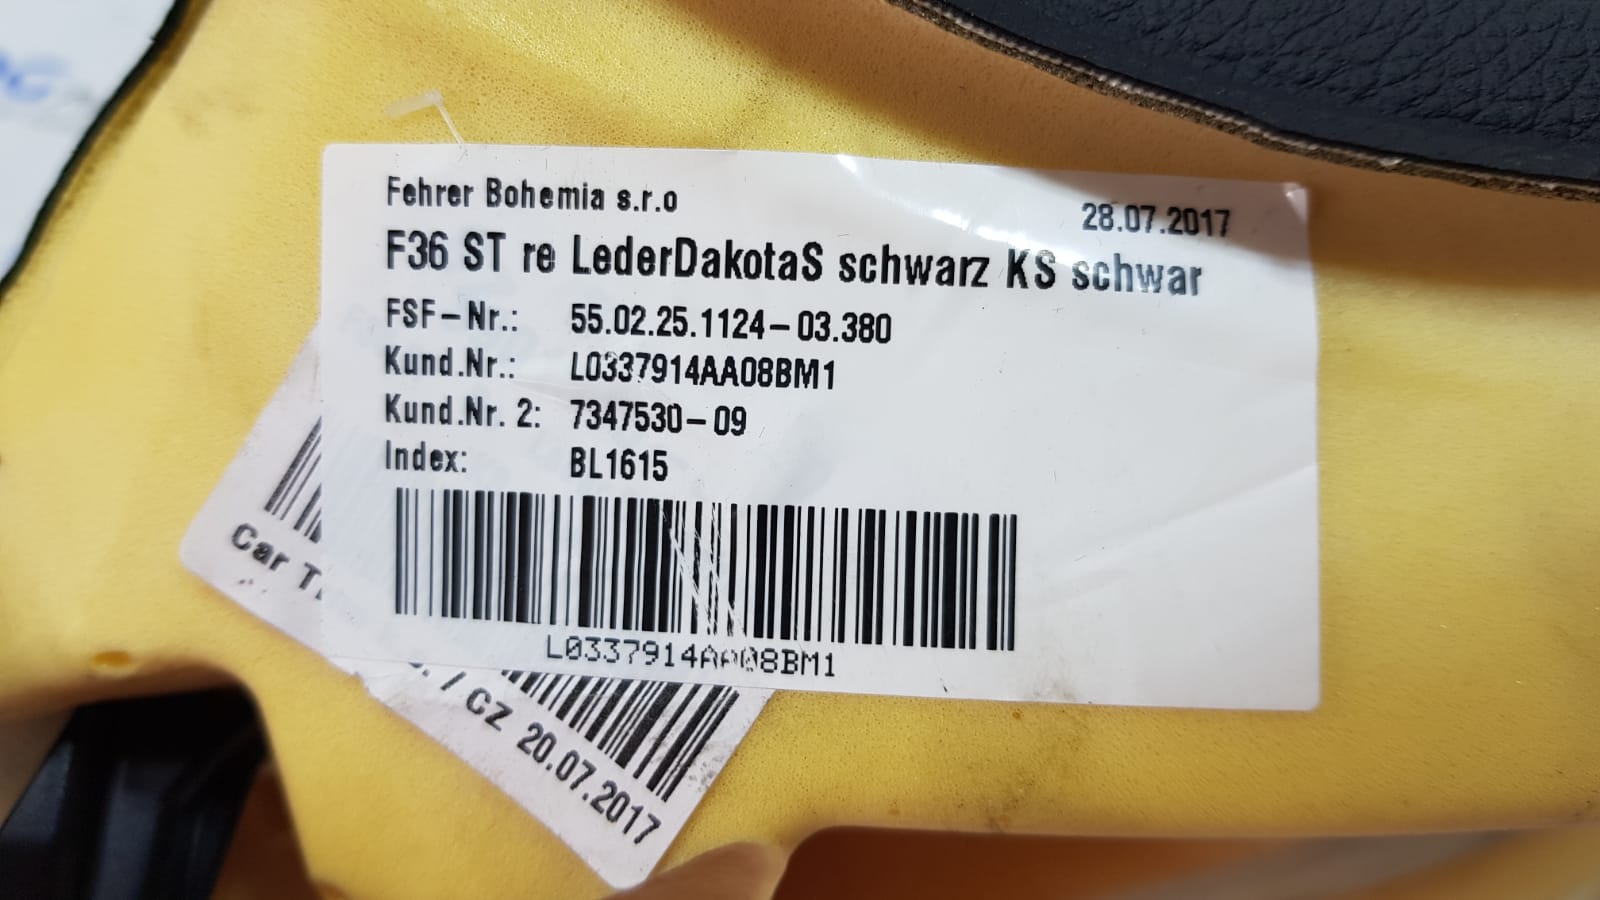 Fehrer Bohemia s.r.o
28.07.2017
F36 ST re LederDakotaS schwarz KS schwar
FSF-Nr.: 55.02.25.1124-03.380
Kund.Nr.: L0337914AA08BM1
Kund.Nr. 2: 7347530-09
Index: BL1615
L0337914AA08BM1
Car
/ CZ 20.07.2017